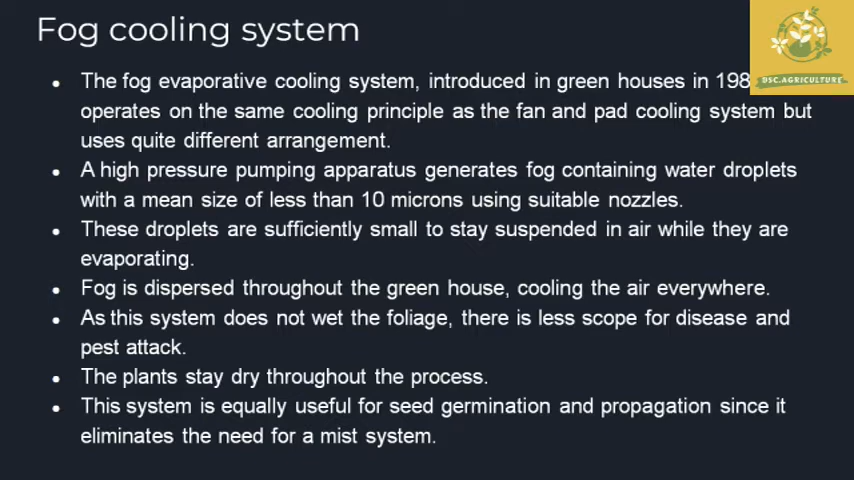 Fog cooling system
DSC.AGRICULTURE
• The fog evaporative cooling system, introduced in green houses in
operates on the same cooling principle as the fan and pad cooling system but
uses quite different arrangement.
• A high pressure pumping apparatus generates fog containing water droplets
with a mean size of less than 10 microns using suitable nozzles.
• These droplets are sufficiently small to stay suspended in air while they are
evaporating.
• Fog is dispersed throughout the green house, cooling the air everywhere.
• As this system does not wet the foliage, there is less scope for disease and
pest attack.
• The plants stay dry throughout the process.
• This system is equally useful for seed germination and propagation since it
eliminates the need for a mist system.